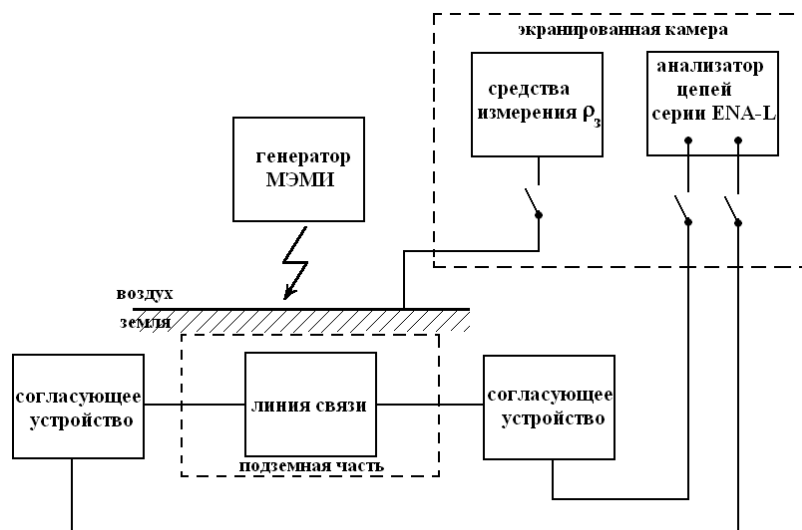 экранированная камера
средства
измерения ρз
анализатор
цепей
серии ENA-L
генератор
МЭМИ
воздух
земля
согласующее
устройство
линия связи
согласующее
устройство
подземная часть